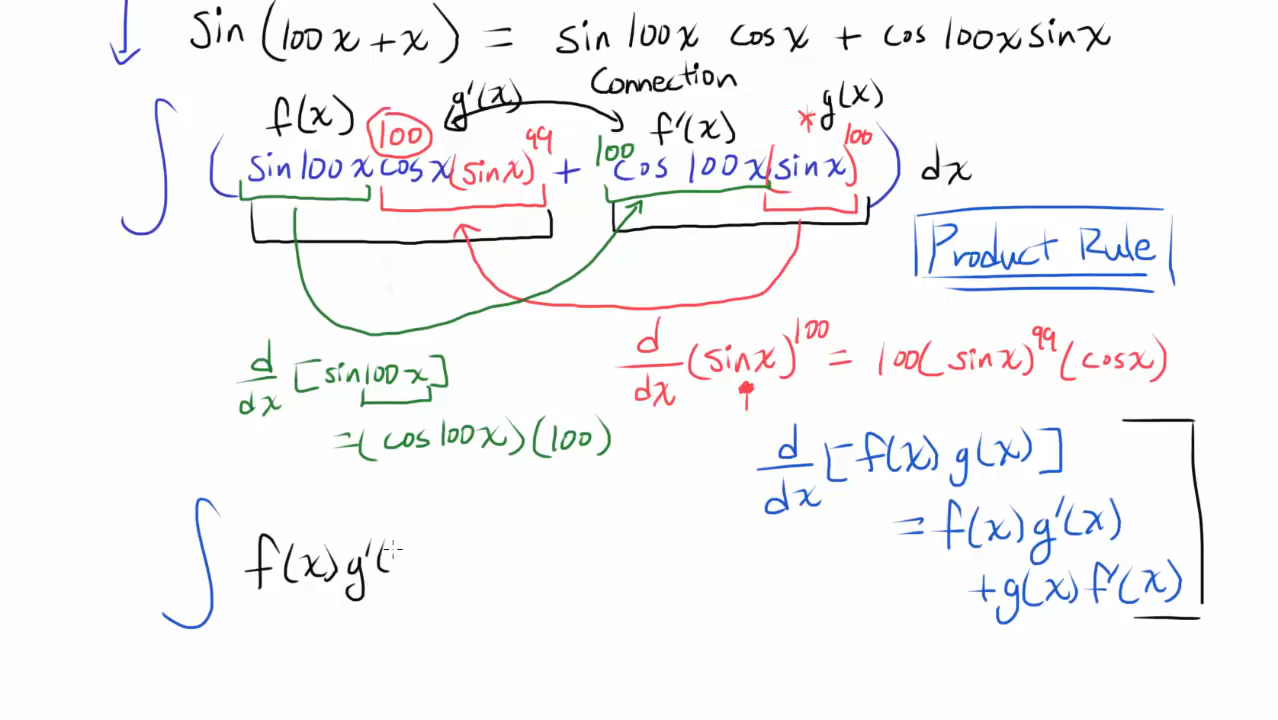 sin (100x + x) = sin 100x cos x + cos 100x sin x
Connection
f(x) g'(x) f'(x) * g(x)
∫ ( sin 100x 100 cos x (sin x)^99 + 100 cos 100x (sin x)^100 ) dx
Product Rule
d/dx (sin x)^100 = 100 (sin x)^99 (cos x)
d/dx [sin 100x]
= (cos 100x) (100)
d/dx [f(x) g(x)]
= f(x) g'(x)
+ g(x) f'(x)
∫ f(x) g'(